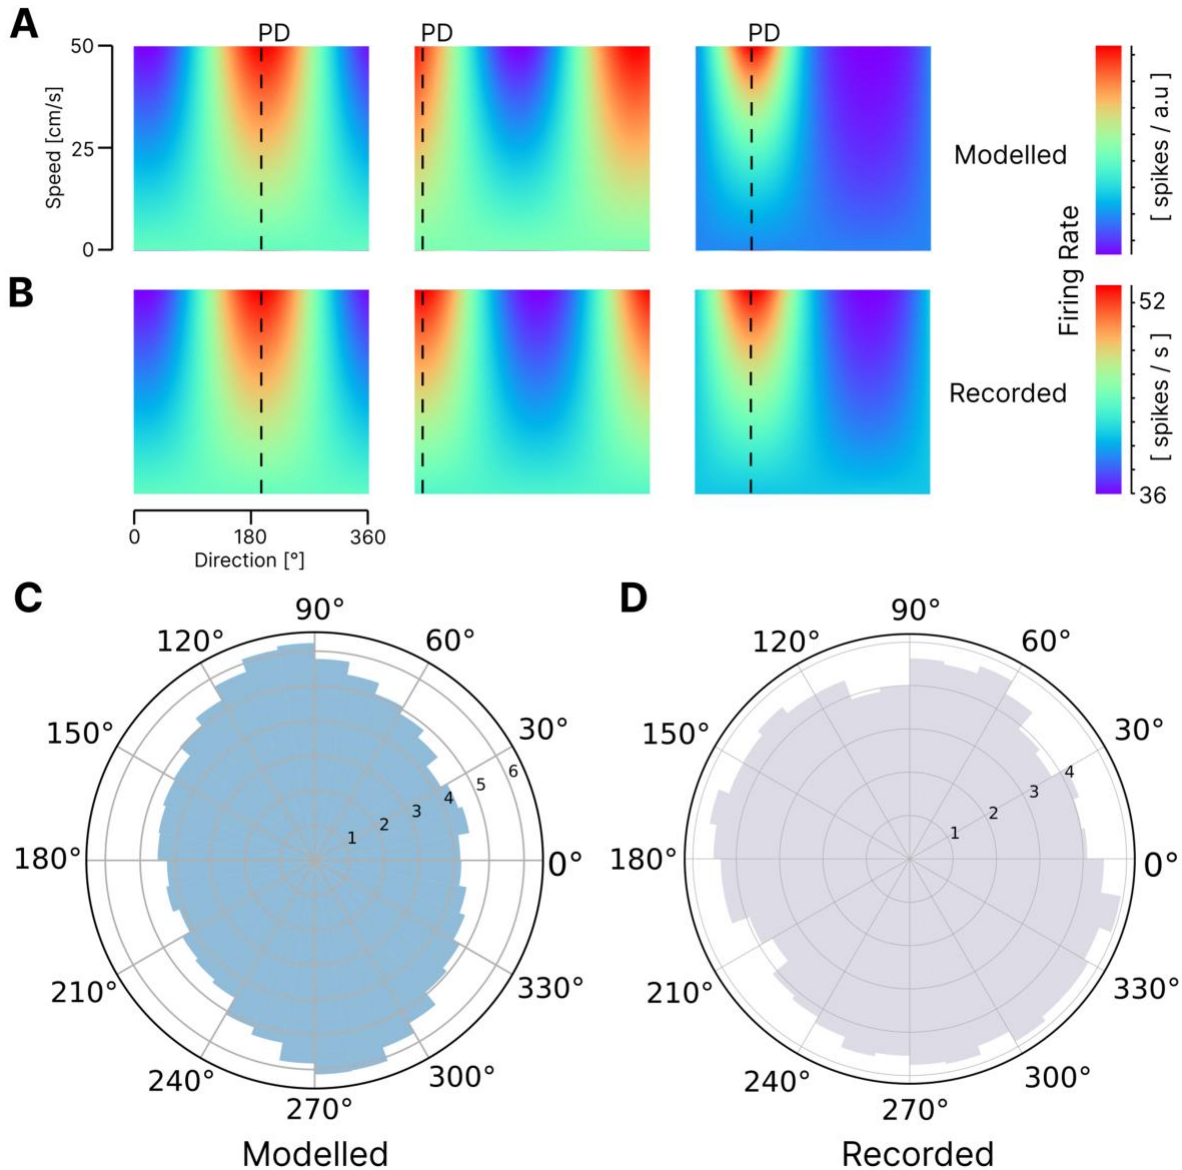 A
PD PD PD
50
25
0
Speed [cm/s]
Modelled
[ spikes / a.u ]
B
Firing Rate
52
36
[ spikes / s ]
Recorded
0 180 360
Direction [°]
C
90°
120° 60°
150° 30°
180° 0°
210° 330°
240° 300°
270°
1 2 3 4 5 6
Modelled
D
90°
120° 60°
150° 30°
180° 0°
210° 330°
240° 300°
270°
1 2 3 4
Recorded